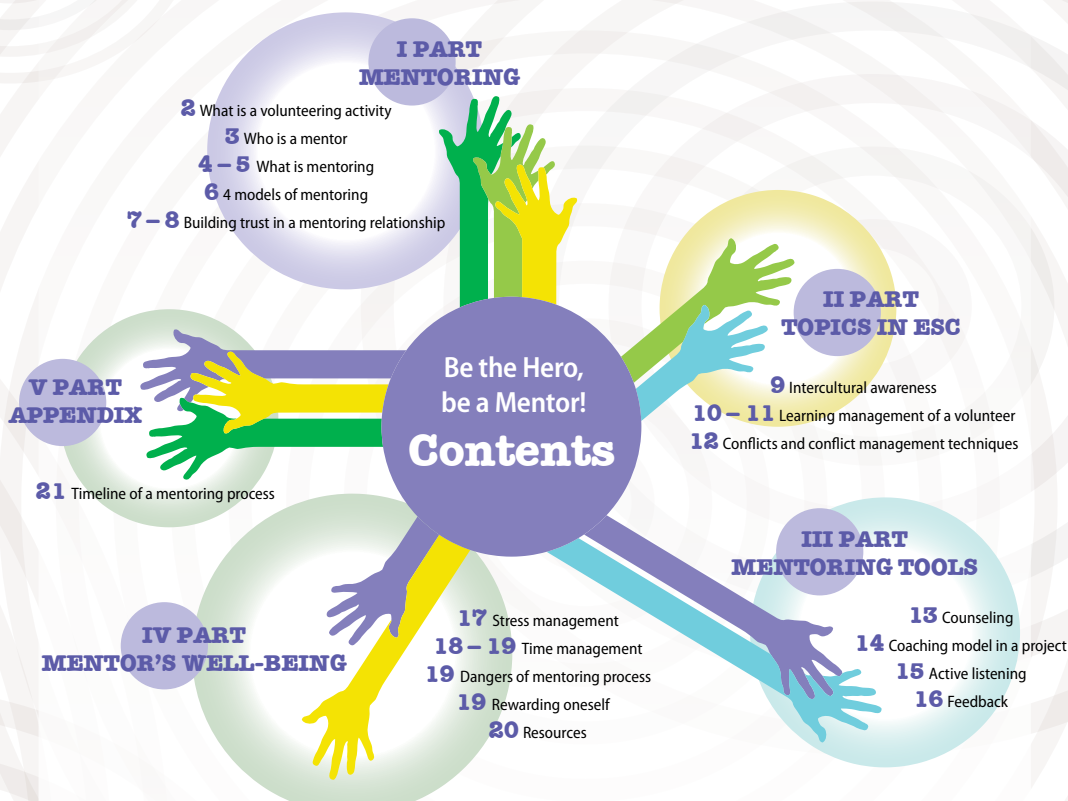 I PART
MENTORING
2 What is a volunteering activity
3 Who is a mentor
4 – 5 What is mentoring
6 4 models of mentoring
7 – 8 Building trust in a mentoring relationship
II PART
TOPICS IN ESC
9 Intercultural awareness
10 – 11 Learning management of a volunteer
12 Conflicts and conflict management techniques
Be the Hero,
be a Mentor!
Contents
V PART
APPENDIX
21 Timeline of a mentoring process
III PART
MENTORING TOOLS
13 Counseling
14 Coaching model in a project
15 Active listening
16 Feedback
IV PART
MENTOR'S WELL-BEING
17 Stress management
18 – 19 Time management
19 Dangers of mentoring process
19 Rewarding oneself
20 Resources